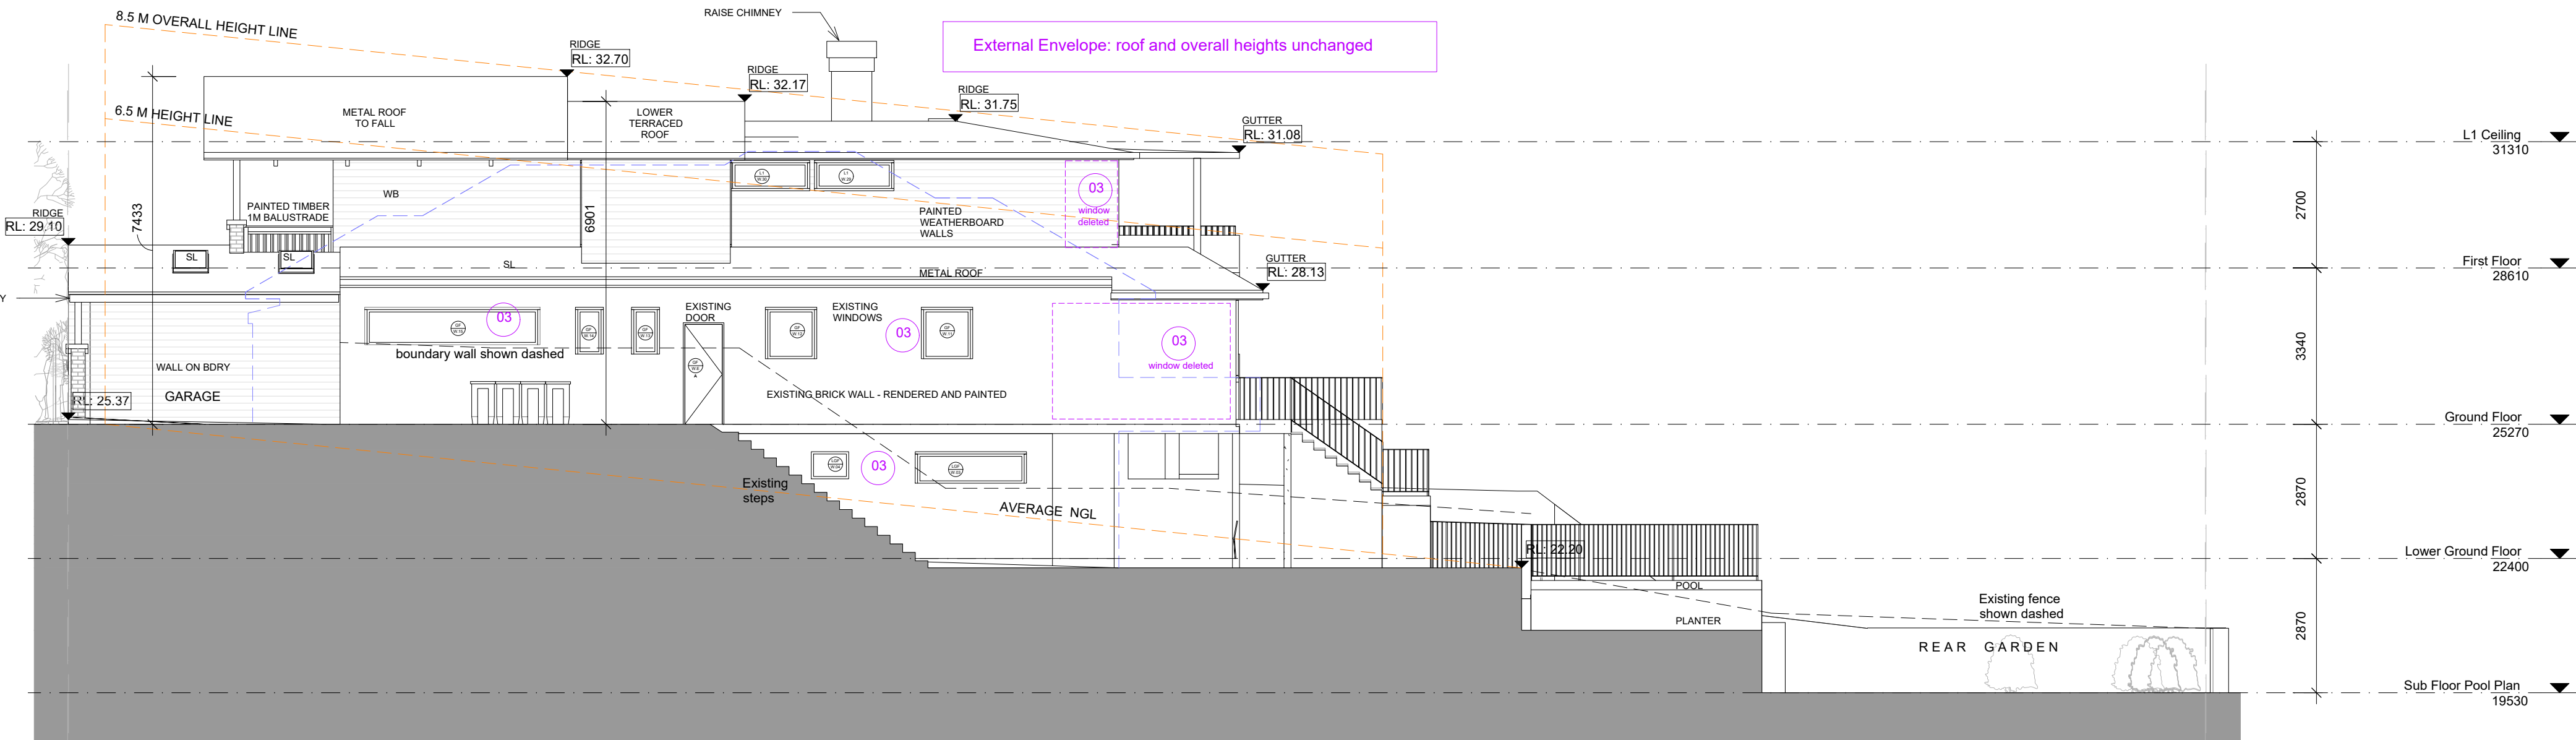 RAISE CHIMNEY
8.5 M OVERALL HEIGHT LINE
External Envelope: roof and overall heights unchanged
RIDGE
RL: 32.70
RIDGE
RL: 32.17
RIDGE
RL: 31.75
6.5 M HEIGHT LINE
METAL ROOF
TO FALL
LOWER
TERRACED
ROOF
GUTTER
RL: 31.08
L1 Ceiling
31310
WB
L1
03
window
deleted
PAINTED TIMBER
1M BALUSTRADE
PAINTED
WEATHERBOARD
WALLS
7433
6901
2700
RIDGE
RL: 29.10
SL
SL
SL
METAL ROOF
GUTTER
RL: 28.13
First Floor
28610
Y
EXISTING
DOOR
EXISTING
WINDOWS
03
03
03
window deleted
boundary wall shown dashed
3340
WALL ON BDRY
GARAGE
RL: 25.37
EXISTING BRICK WALL - RENDERED AND PAINTED
Ground Floor
25270
03
Existing
steps
AVERAGE NGL
2870
RL: 22.20
Lower Ground Floor
22400
POOL
PLANTER
Existing fence
shown dashed
REAR GARDEN
2870
Sub Floor Pool Plan
19530